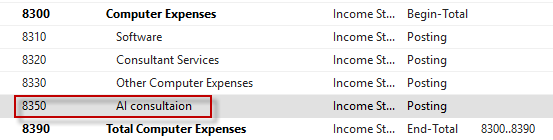 8300 Computer Expenses Income St... Begin-Total
8310 Software Income St... Posting
8320 Consultant Services Income St... Posting
8330 Other Computer Expenses Income St... Posting
8350 AI consultaion Income St... Posting
8390 Total Computer Expenses Income St... End-Total 8300..8390